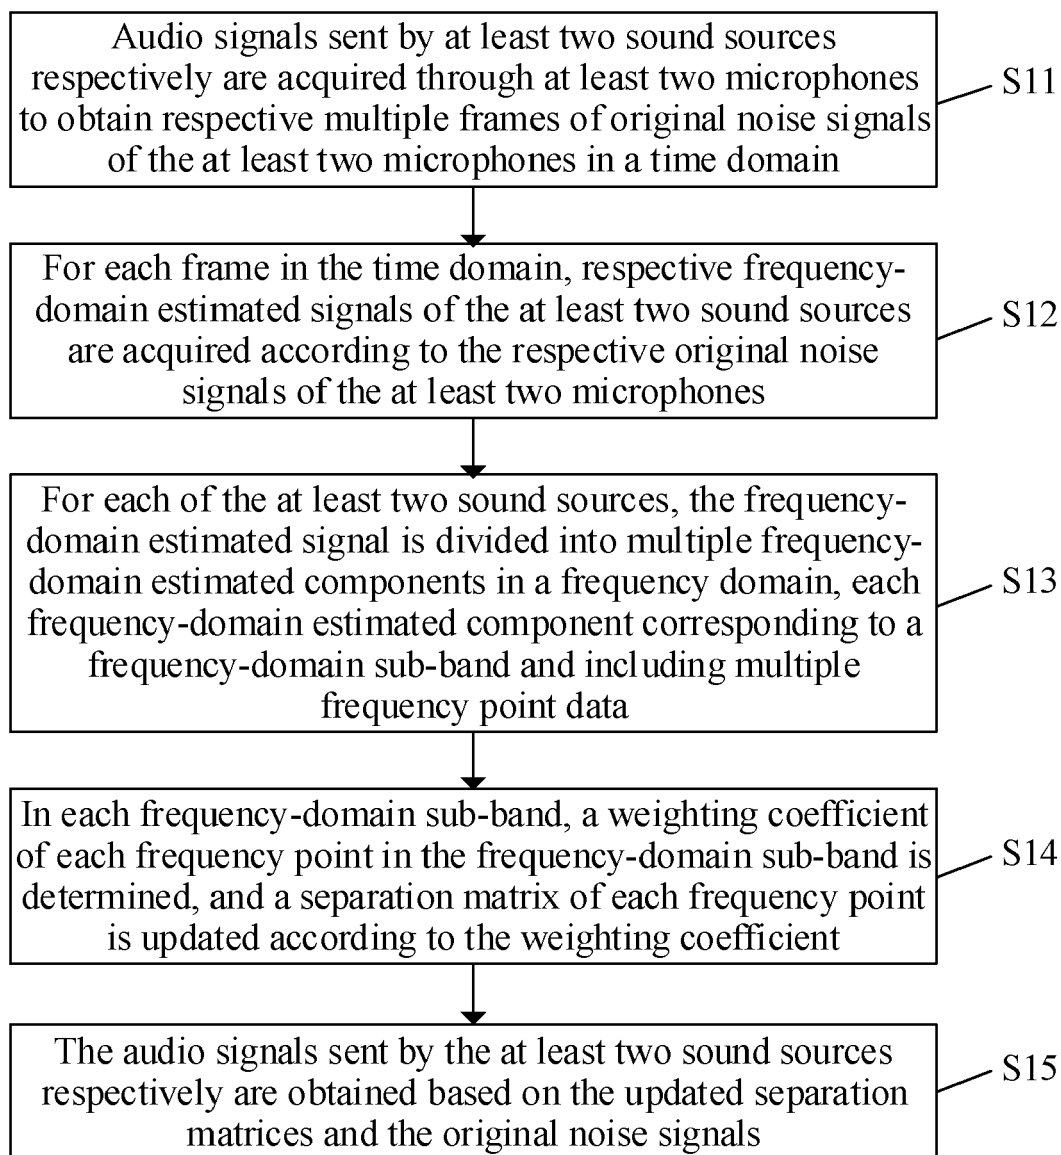 Audio signals sent by at least two sound sources
respectively are acquired through at least two microphones
to obtain respective multiple frames of original noise signals
of the at least two microphones in a time domain
S11
For each frame in the time domain, respective frequency-
domain estimated signals of the at least two sound sources
are acquired according to the respective original noise
signals of the at least two microphones
S12
For each of the at least two sound sources, the frequency-
domain estimated signal is divided into multiple frequency-
domain estimated components in a frequency domain, each
frequency-domain estimated component corresponding to a
frequency-domain sub-band and including multiple
frequency point data
S13
In each frequency-domain sub-band, a weighting coefficient
of each frequency point in the frequency-domain sub-band is
determined, and a separation matrix of each frequency point
is updated according to the weighting coefficient
S14
The audio signals sent by the at least two sound sources
respectively are obtained based on the updated separation
matrices and the original noise signals
S15